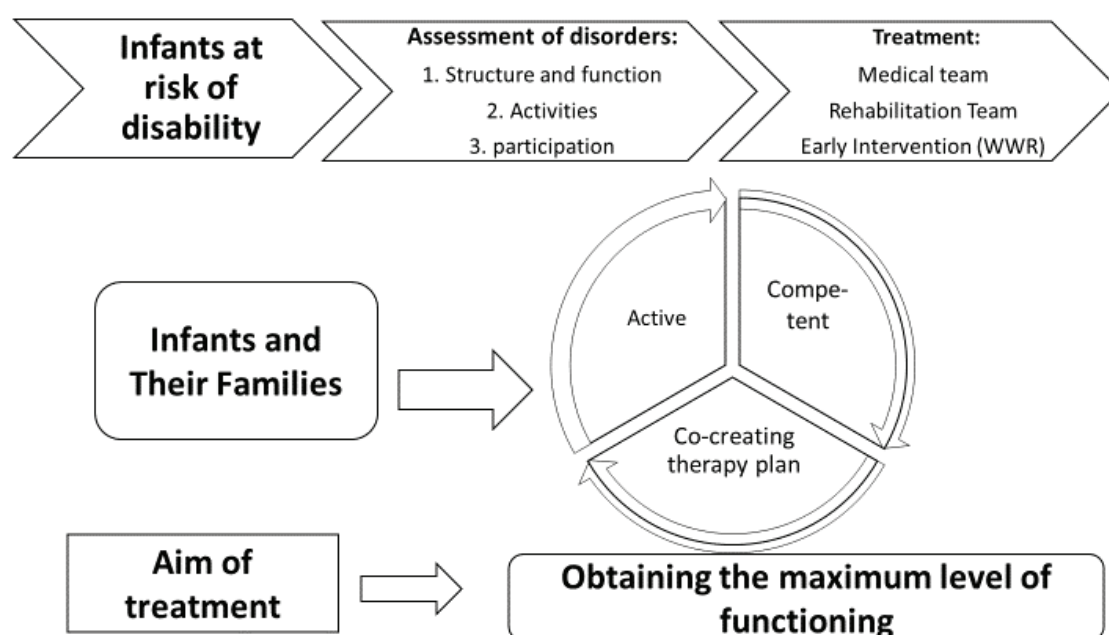 Infants at
risk of
disability
Assessment of disorders:
1. Structure and function
2. Activities
3. participation
Treatment:
Medical team
Rehabilitation Team
Early Intervention (WWR)
Infants and
Their Families
Active
Compe-
tent
Co-creating
therapy plan
Aim of
treatment
Obtaining the maximum level of
functioning